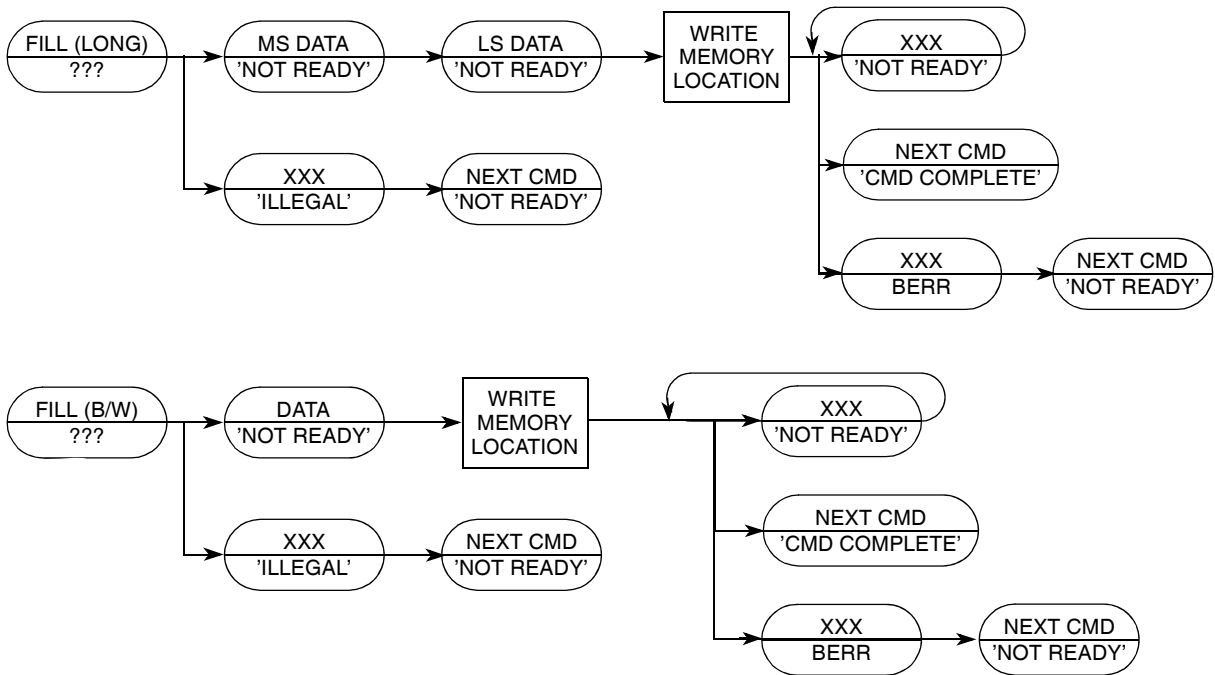 FILL (LONG)
???
MS DATA
'NOT READY'
LS DATA
'NOT READY'
WRITE
MEMORY
LOCATION
XXX
'NOT READY'
NEXT CMD
'CMD COMPLETE'
XXX
'ILLEGAL'
NEXT CMD
'NOT READY'
XXX
BERR
NEXT CMD
'NOT READY'
FILL (B/W)
???
DATA
'NOT READY'
WRITE
MEMORY
LOCATION
XXX
'NOT READY'
NEXT CMD
'CMD COMPLETE'
XXX
'ILLEGAL'
NEXT CMD
'NOT READY'
XXX
BERR
NEXT CMD
'NOT READY'